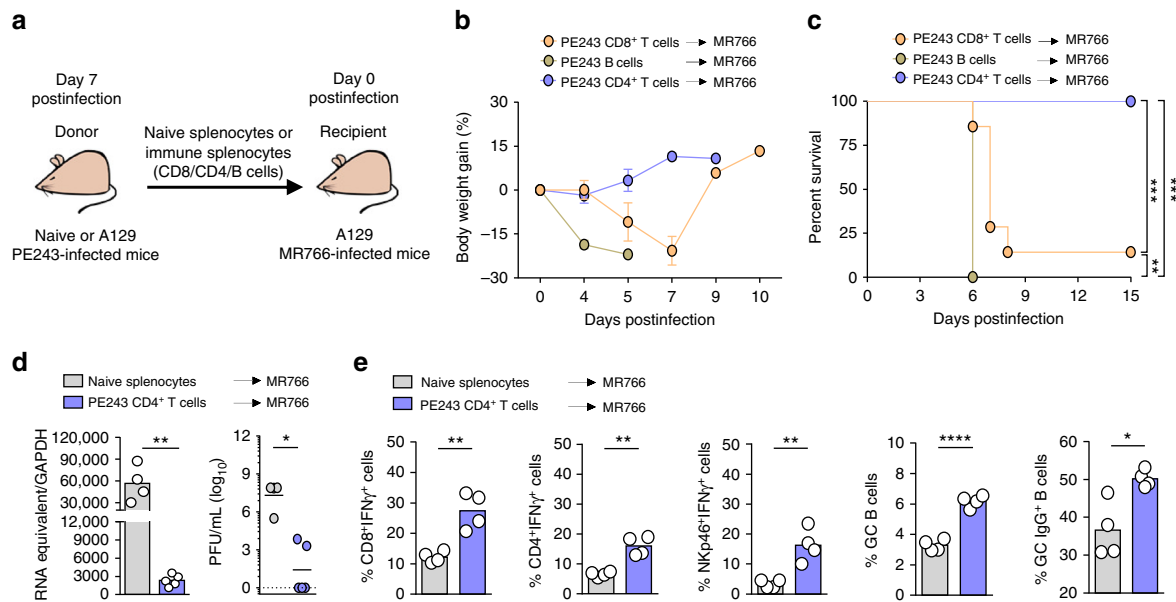 a
Day 7
postinfection
Donor
Naive or A129
PE243-infected mice
Naive splenocytes or
immune splenocytes
(CD8/CD4/B cells)
Day 0
postinfection
Recipient
A129
MR766-infected mice
b
PE243 CD8⁺ T cells → MR766
PE243 B cells → MR766
PE243 CD4⁺ T cells → MR766
Body weight gain (%)
30
15
0
−15
−30
0 4 5 7 9 10
Days postinfection
c
PE243 CD8⁺ T cells → MR766
PE243 B cells → MR766
PE243 CD4⁺ T cells → MR766
Percent survival
100
75
50
25
0
0 3 6 9 12 15
Days postinfection
***
**
***
d
Naive splenocytes → MR766
PE243 CD4⁺ T cells → MR766
RNA equivalent/GAPDH
120,000
90,000
60,000
30,000
12,000
9000
6000
3000
0
**
PFU/mL (log₁₀)
12
9
6
3
0
*
e
Naive splenocytes → MR766
PE243 CD4⁺ T cells → MR766
% CD8⁺IFNγ⁺ cells
50
40
30
20
10
0
**
% CD4⁺IFNγ⁺ cells
50
40
30
20
10
0
**
% NKp46⁺IFNγ⁺ cells
50
40
30
20
10
0
**
% GC B cells
10
8
6
4
2
0
****
% GC IgG⁺ B cells
60
50
40
30
20
*